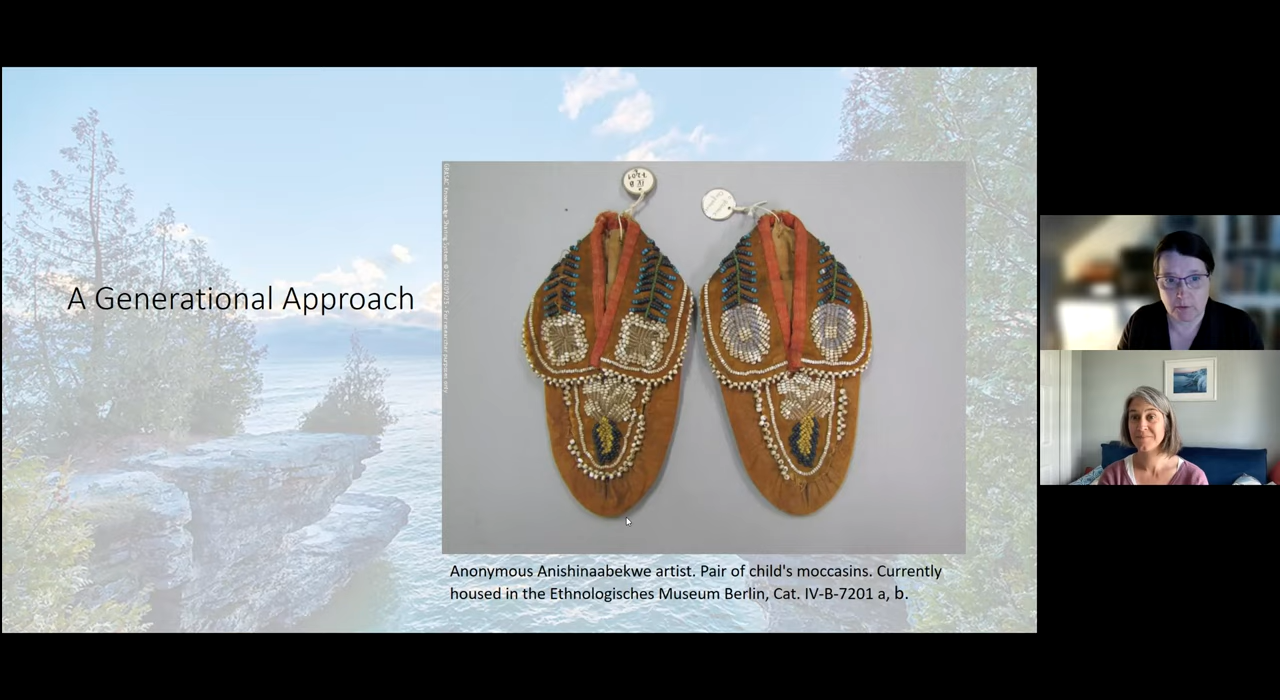 A Generational Approach
Anonymous Anishinaabekwe artist. Pair of child's moccasins. Currently
housed in the Ethnologisches Museum Berlin, Cat. IV-B-7201 a, b.